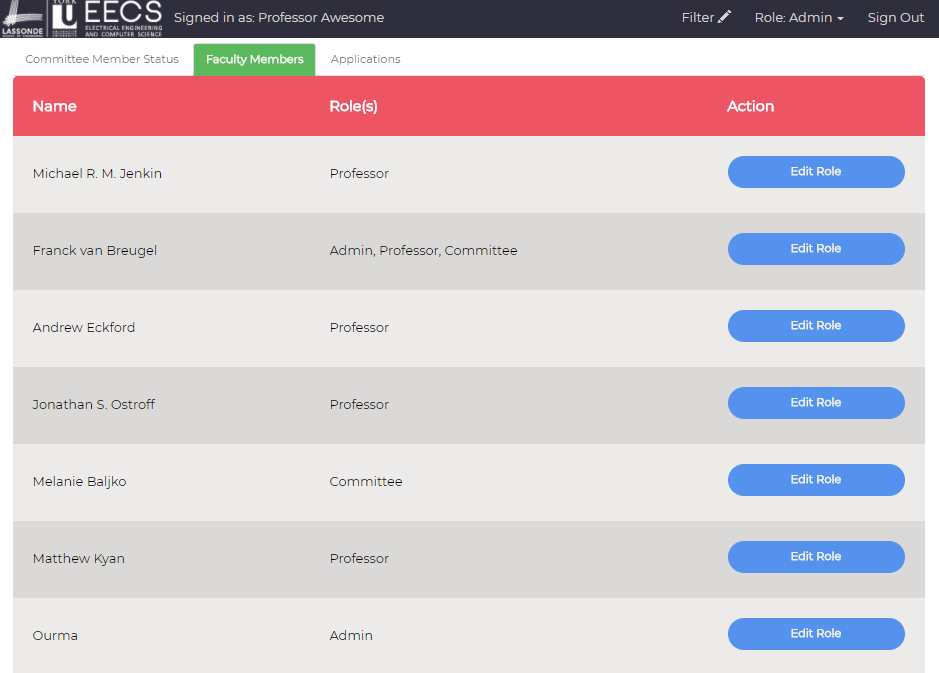 YORK
U
EECS
ELECTRICAL ENGINEERING
AND COMPUTER SCIENCE
LASSONDE
Signed in as: Professor Awesome
Filter
Role: Admin
Sign Out
Committee Member Status
Faculty Members
Applications
Name Role(s) Action
Michael R. M. Jenkin Professor Edit Role
Franck van Breugel Admin, Professor, Committee Edit Role
Andrew Eckford Professor Edit Role
Jonathan S. Ostroff Professor Edit Role
Melanie Baljko Committee Edit Role
Matthew Kyan Professor Edit Role
Ourma Admin Edit Role